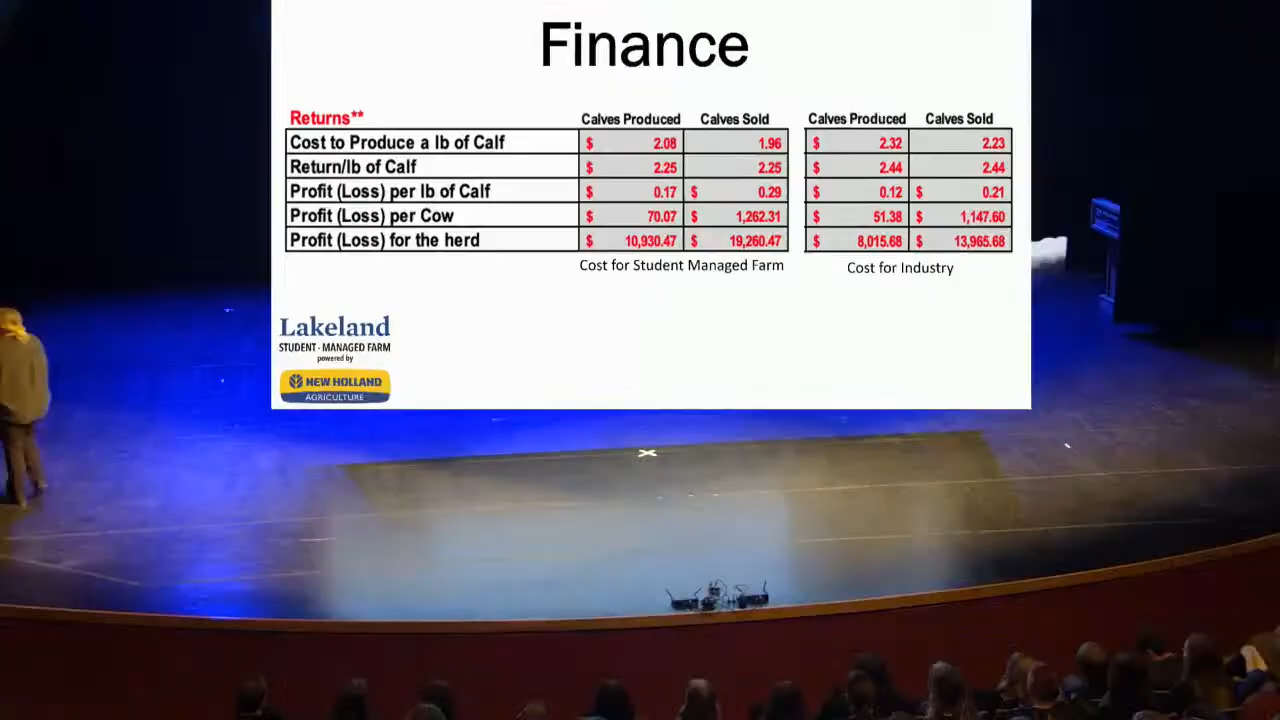 Finance
Returns** Calves Produced Calves Sold Calves Produced Calves Sold
Cost to Produce a lb of Calf $ 2.08 1.96 $ 2.32 2.23
Return/lb of Calf $ 2.25 2.25 $ 2.44 2.44
Profit (Loss) per lb of Calf $ 0.17 $ 0.29 $ 0.12 $ 0.21
Profit (Loss) per Cow $ 70.07 $ 1,262.31 $ 51.38 $ 1,147.60
Profit (Loss) for the herd $ 10,930.47 $ 19,260.47 $ 8,015.68 $ 13,965.68
Cost for Student Managed Farm Cost for Industry
Lakeland
STUDENT-MANAGED FARM
powered by
NEW HOLLAND
AGRICULTURE